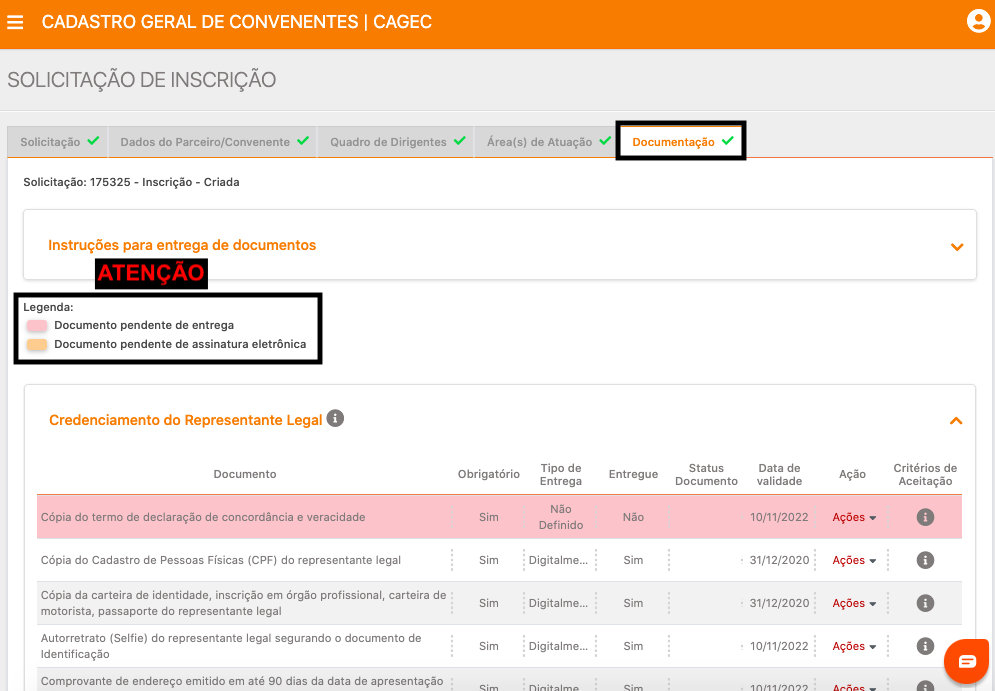 CADASTRO GERAL DE CONVENENTES | CAGEC
SOLICITAÇÃO DE INSCRIÇÃO
Solicitação Dados do Parceiro/Convenente Quadro de Dirigentes Área(s) de Atuação Documentação
Solicitação: 175325 - Inscrição - Criada
Instruções para entrega de documentos
ATENÇÃO
Legenda:
Documento pendente de entrega
Documento pendente de assinatura eletrônica
Credenciamento do Representante Legal
Documento Obrigatório Tipo de Entrega Entregue Status Documento Data de validade Ação Critérios de Aceitação
Cópia do termo de declaração de concordância e veracidade Sim Não Definido Não 10/11/2022 Ações
Cópia do Cadastro de Pessoas Físicas (CPF) do representante legal Sim Digitalme... Sim 31/12/2020 Ações
Cópia da carteira de identidade, inscrição em órgão profissional, carteira de
motorista, passaporte do representante legal Sim Digitalme... Sim 31/12/2020 Ações
Autorretrato (Selfie) do representante legal segurando o documento de
Identificação Sim Digitalme... Sim 10/11/2022 Ações
Comprovante de endereço emitido em até 90 dias da data de apresentação Sim Digitalme... Sim 10/11/2022 Ações